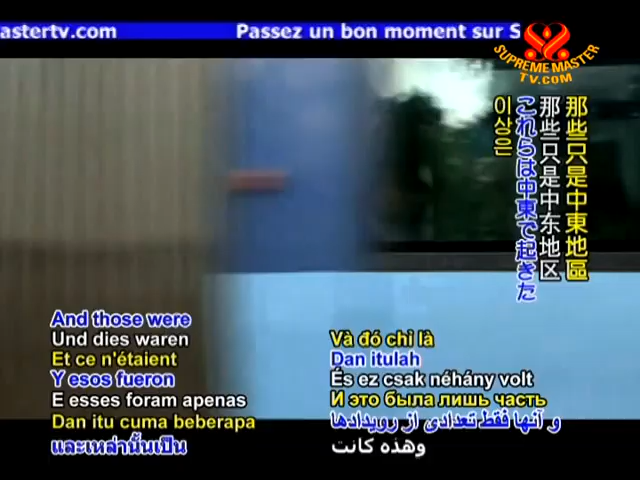 astertv.com Passez un bon moment sur S
SUPREME MASTER
TV.COM
那些只是中東地區
那些只是中东地区
これらは中東で起きた
이상은
And those were
Und dies waren
Et ce n'étaient
Y esos fueron
E esses foram apenas
Dan itu cuma beberapa
และเหล่านั้นเป็น
Và đó chỉ là
Dan itulah
És ez csak néhány volt
И это была лишь часть
و آنها فقط تعدادی از رویدادها
وهذه كانت